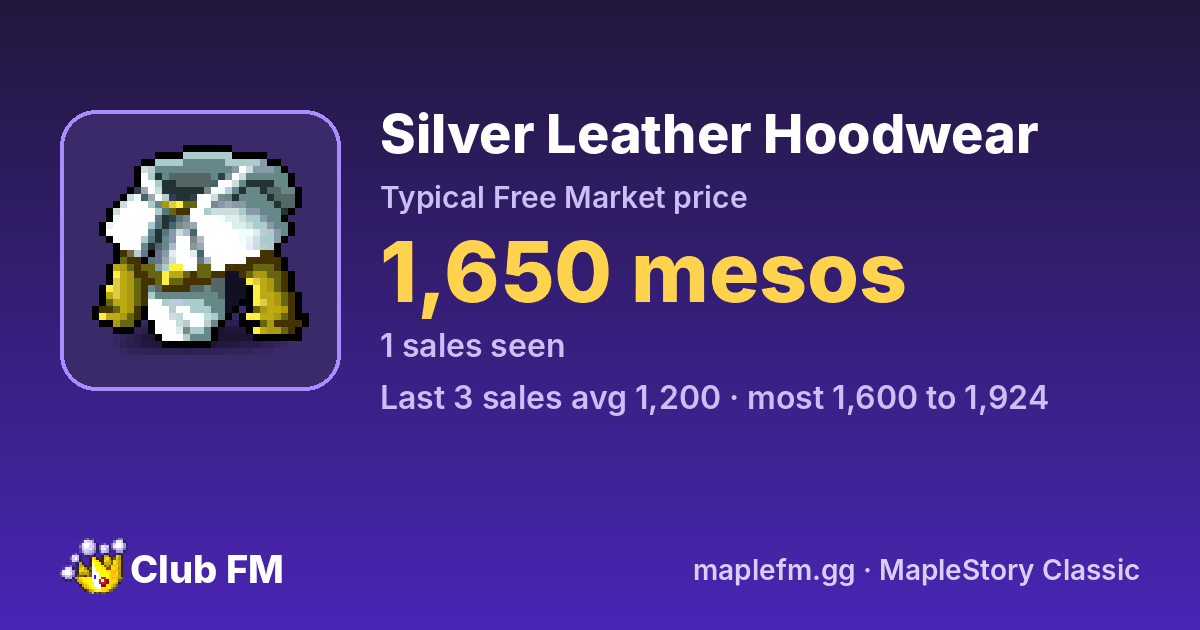 Silver Leather Hoodwear
Typical Free Market price
1,650 mesos
1 sales seen
Last 3 sales avg 1,200 · most 1,600 to 1,924
Club FM
maplefm.gg · MapleStory Classic